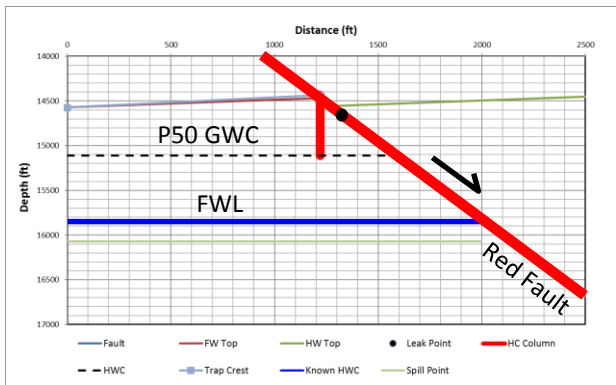 Distance (ft)
0 500 1000 1500 2000 2500
14000
14500
15000
15500
16000
16500
17000
Depth (ft)
P50 GWC
FWL
Red Fault
Fault FW Top HW Top Leak Point HC Column
HWC Trap Crest Known HWC Spill Point